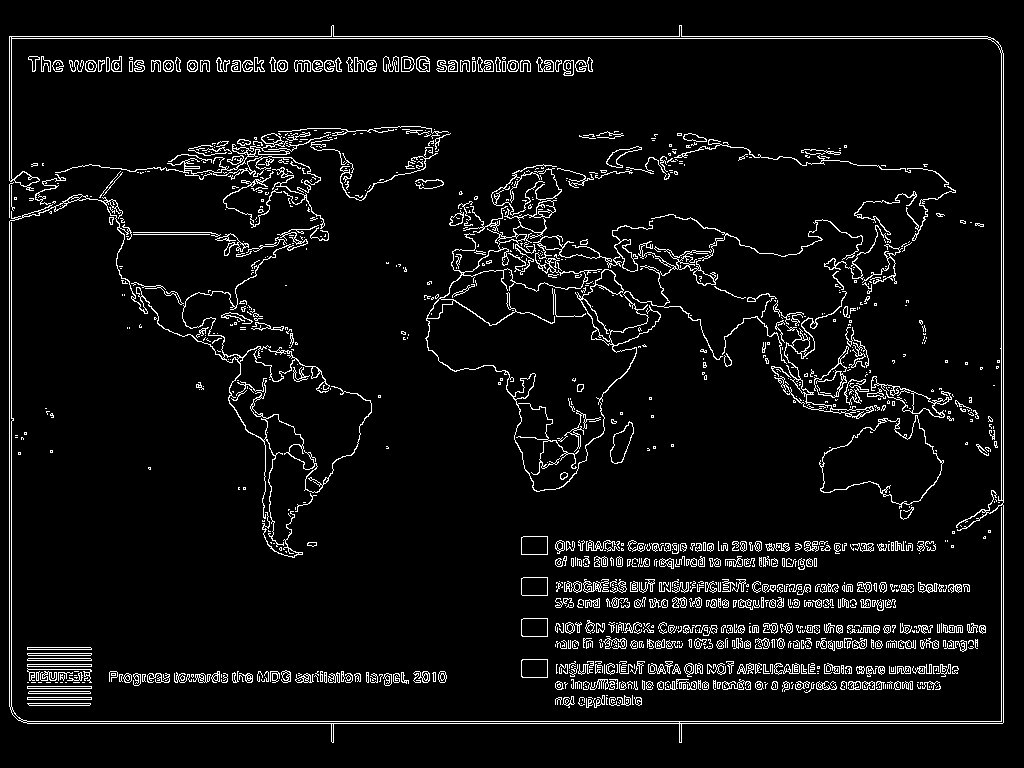 The world is not on track to meet the MDG sanitation target
ON TRACK: Coverage rate in 2010 was >95% or was within 5%
of the 2010 rate required to meet the target
PROGRESS BUT INSUFFICIENT: Coverage rate in 2010 was between
5% and 10% of the 2010 rate required to meet the target
NOT ON TRACK: Coverage rate in 2010 was the same or lower than the
rate in 1990 or below 10% of the 2010 rate required to meet the target
INSUFFICIENT DATA OR NOT APPLICABLE: Data were unavailable
or insufficient to estimate trends or a progress assessment was
not applicable
Progress towards the MDG sanitation target, 2010